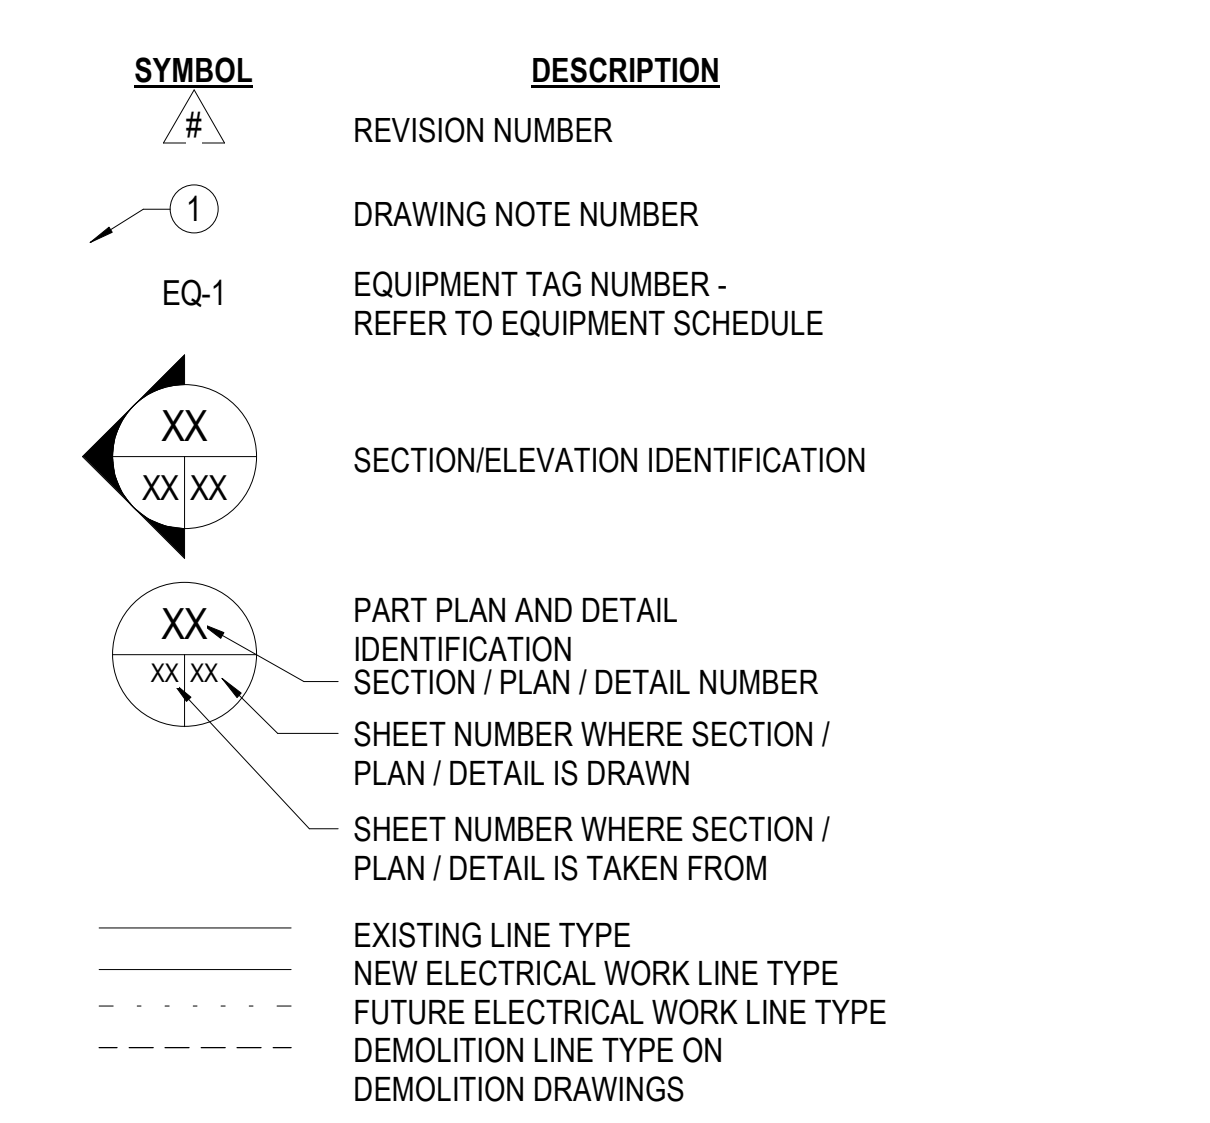 SYMBOL DESCRIPTION
# REVISION NUMBER
1 DRAWING NOTE NUMBER
EQ-1 EQUIPMENT TAG NUMBER -
REFER TO EQUIPMENT SCHEDULE
XX
XX XX
SECTION/ELEVATION IDENTIFICATION
XX
XX XX
PART PLAN AND DETAIL
IDENTIFICATION
SECTION / PLAN / DETAIL NUMBER
SHEET NUMBER WHERE SECTION /
PLAN / DETAIL IS DRAWN
SHEET NUMBER WHERE SECTION /
PLAN / DETAIL IS TAKEN FROM
EXISTING LINE TYPE
NEW ELECTRICAL WORK LINE TYPE
FUTURE ELECTRICAL WORK LINE TYPE
DEMOLITION LINE TYPE ON
DEMOLITION DRAWINGS